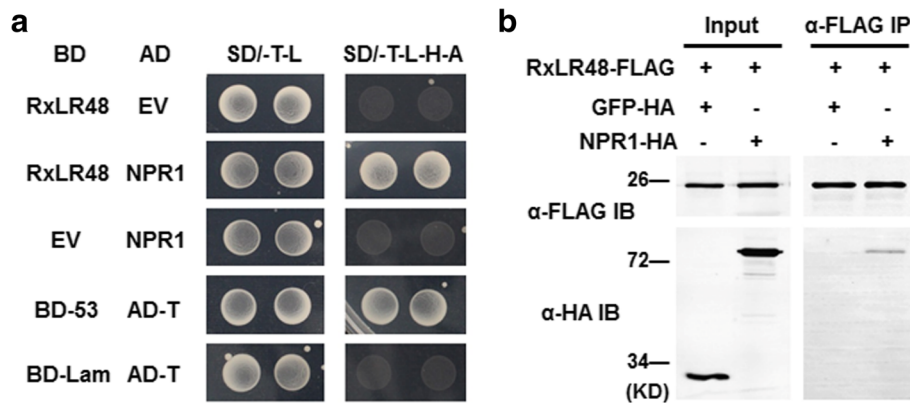 a
BD AD SD/-T-L SD/-T-L-H-A
RxLR48 EV
RxLR48 NPR1
EV NPR1
BD-53 AD-T
BD-Lam AD-T
b
Input α-FLAG IP
RxLR48-FLAG + + + +
GFP-HA + - + -
NPR1-HA - + - +
26—
α-FLAG IB
72—
α-HA IB
34—
(KD)